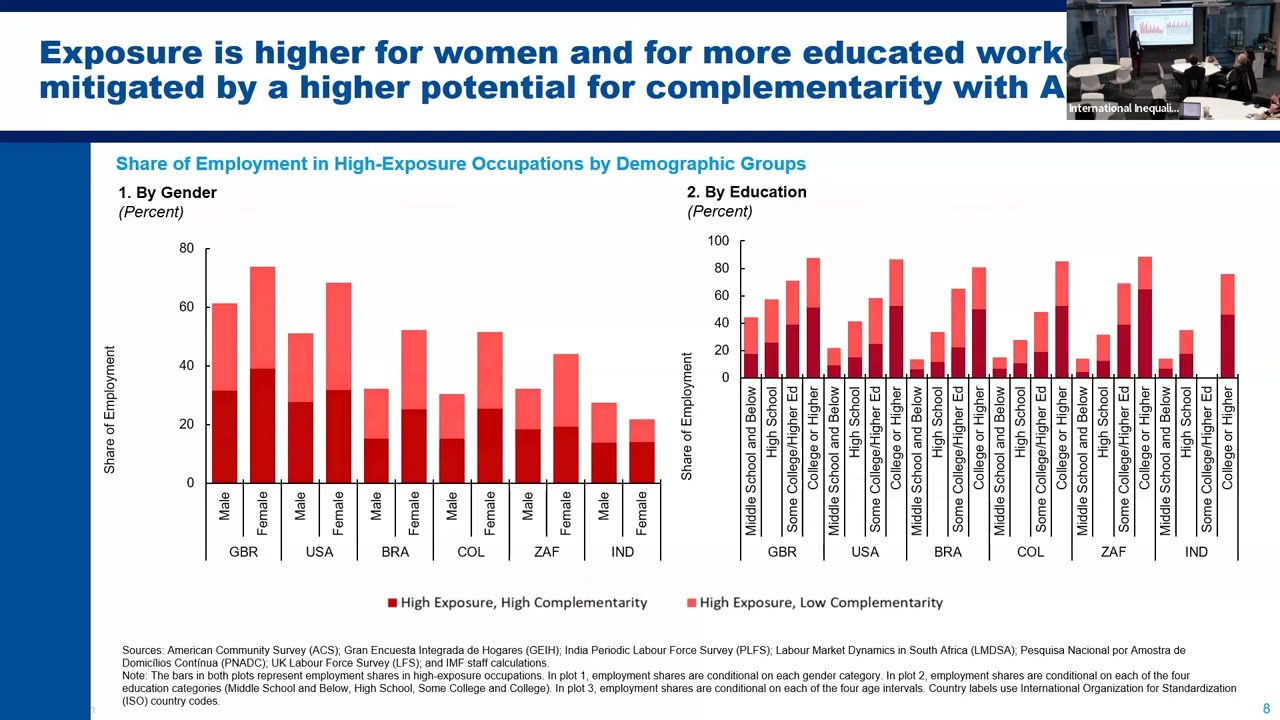 Exposure is higher for women and for more educated
mitigated by a higher potential for complementarity with
International Inequali...
Share of Employment in High-Exposure Occupations by Demographic Groups
1. By Gender
(Percent)
80
60
40
20
0
Share of Employment
Male
Female
Male
Female
Male
Female
Male
Female
Male
Female
Male
Female
GBR
USA
BRA
COL
ZAF
IND
2. By Education
(Percent)
100
80
60
40
20
0
Share of Employment
Middle School and Below
High School
Some College/Higher Ed
College or Higher
Middle School and Below
High School
Some College/Higher Ed
College or Higher
Middle School and Below
High School
Some College/Higher Ed
College or Higher
Middle School and Below
High School
Some College/Higher Ed
College or Higher
Middle School and Below
High School
Some College/Higher Ed
College or Higher
Middle School and Below
High School
Some College/Higher Ed
College or Higher
GBR
USA
BRA
COL
ZAF
IND
High Exposure, High Complementarity
High Exposure, Low Complementarity
Sources: American Community Survey (ACS); Gran Encuesta Integrada de Hogares (GEIH); India Periodic Labour Force Survey (PLFS); Labour Market Dynamics in South Africa (LMDSA); Pesquisa Nacional por Amostra de
Domicílios Contínua (PNADC); UK Labour Force Survey (LFS); and IMF staff calculations.
Note: The bars in both plots represent employment shares in high-exposure occupations. In plot 1, employment shares are conditional on each gender category. In plot 2, employment shares are conditional on each of the four
education categories (Middle School and Below, High School, Some College and College). In plot 3, employment shares are conditional on each of the four age intervals. Country labels use International Organization for Standardization
(ISO) country codes.
8